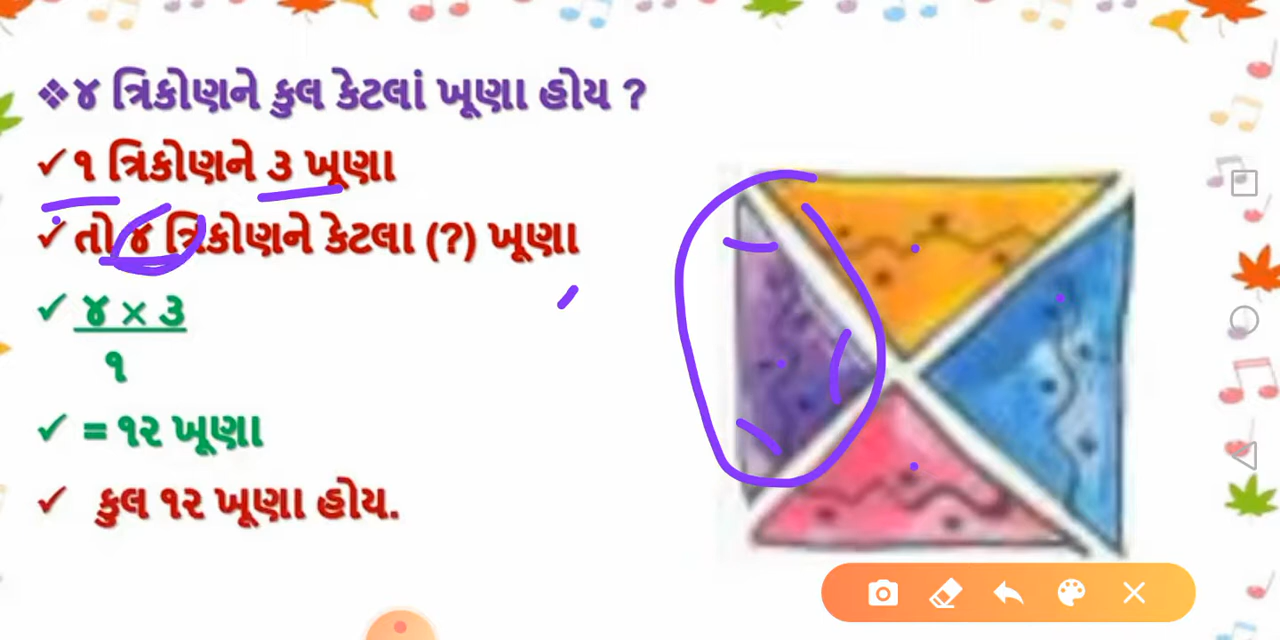 ❖૪ ત્રિકોણને કુલ કેટલાં ખૂણા હોય ?
✓ ૧ ત્રિકોણને ૩ ખૂણા
✓ તો ૪ ત્રિકોણને કેટલા (?) ખૂણા
✓ ૪ × ૩
૧
✓ = ૧૨ ખૂણા
✓ કુલ ૧૨ ખૂણા હોય.